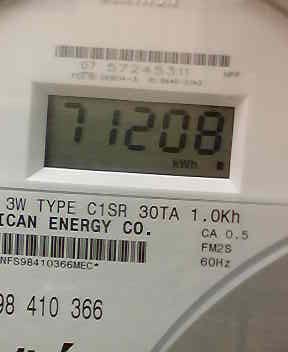 07 57245311
71208
kWh
3W TYPE C1SR 30TA 1.0Kh
ICAN ENERGY CO.
CA 0.5
FM2S
60Hz
NFS98410366MEC*
98 410 366